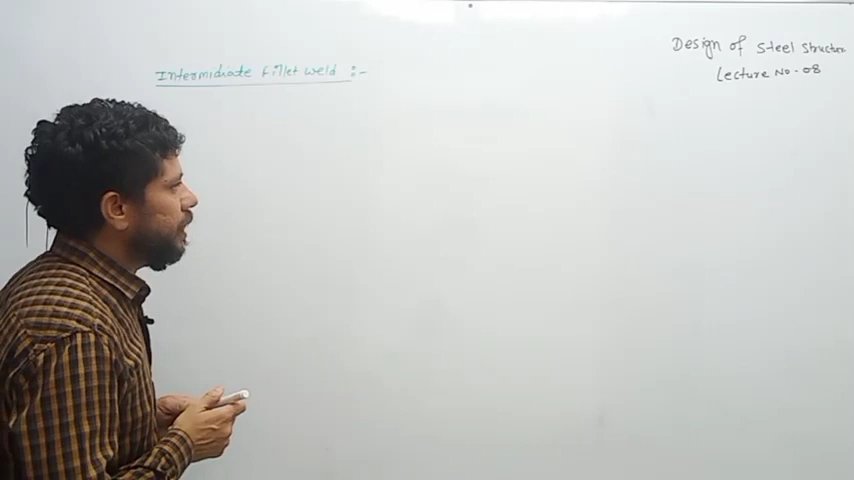 Design of Steel Structure
Lecture No-08
Intermidiate fillet weld :-